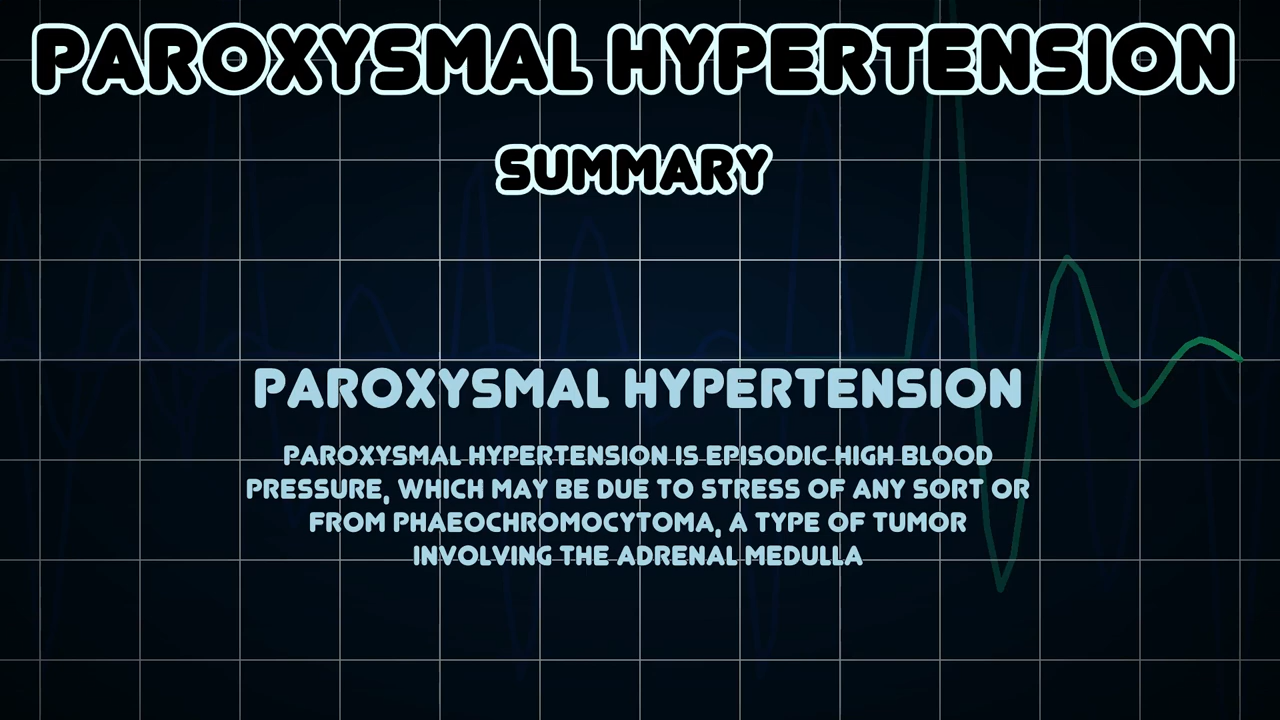 PAROXYSMAL HYPERTENSION
SUMMARY
PAROXYSMAL HYPERTENSION
PAROXYSMAL HYPERTENSION IS EPISODIC HIGH BLOOD
PRESSURE, WHICH MAY BE DUE TO STRESS OF ANY SORT OR
FROM PHAEOCHROMOCYTOMA, A TYPE OF TUMOR
INVOLVING THE ADRENAL MEDULLA